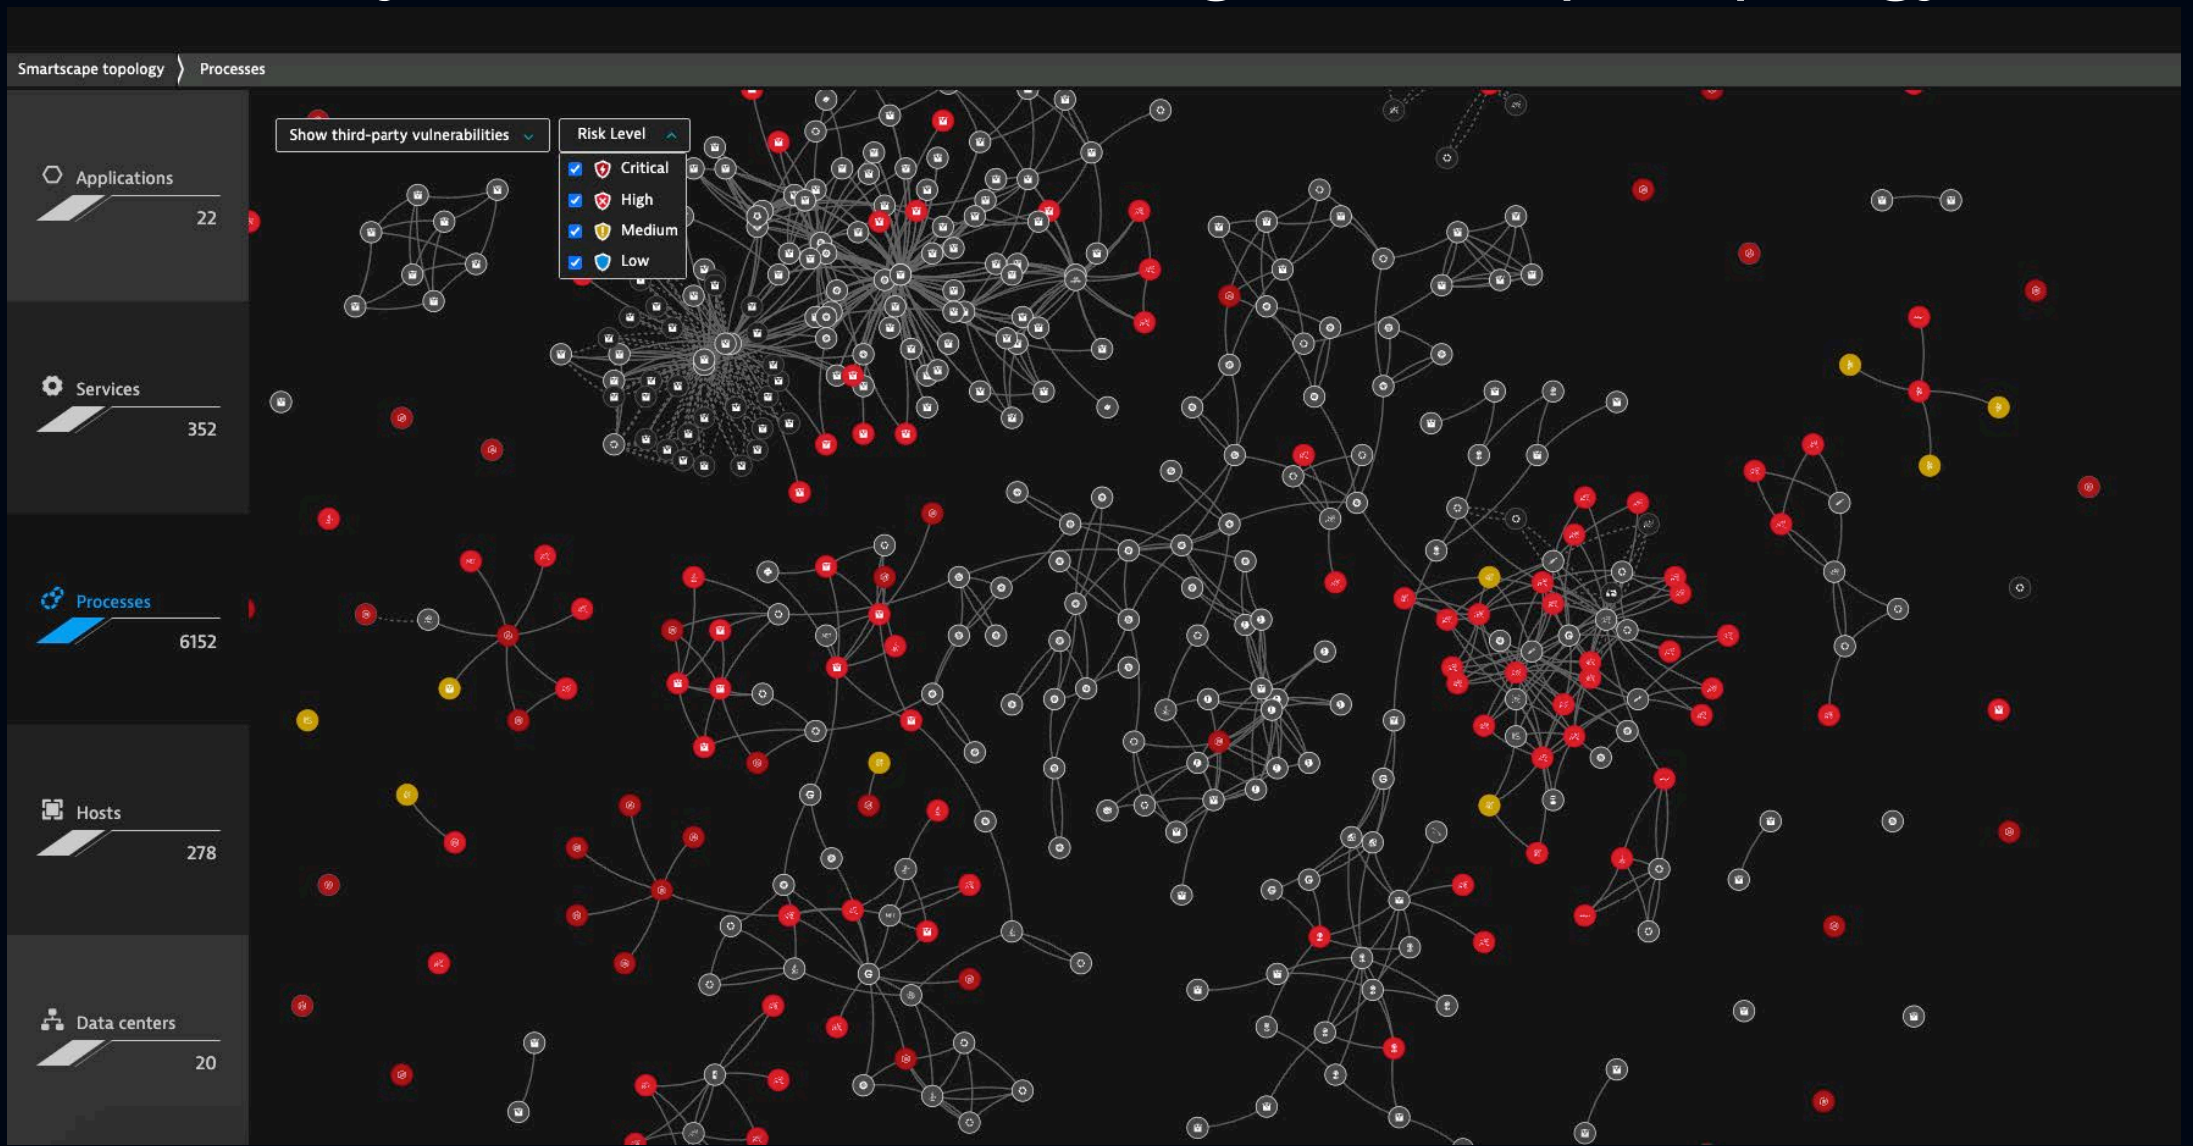 Smartscape topology
Processes
Show third-party vulnerabilities
Risk Level
Critical
High
Medium
Low
Applications
22
Services
352
Processes
6152
Hosts
278
Data centers
20